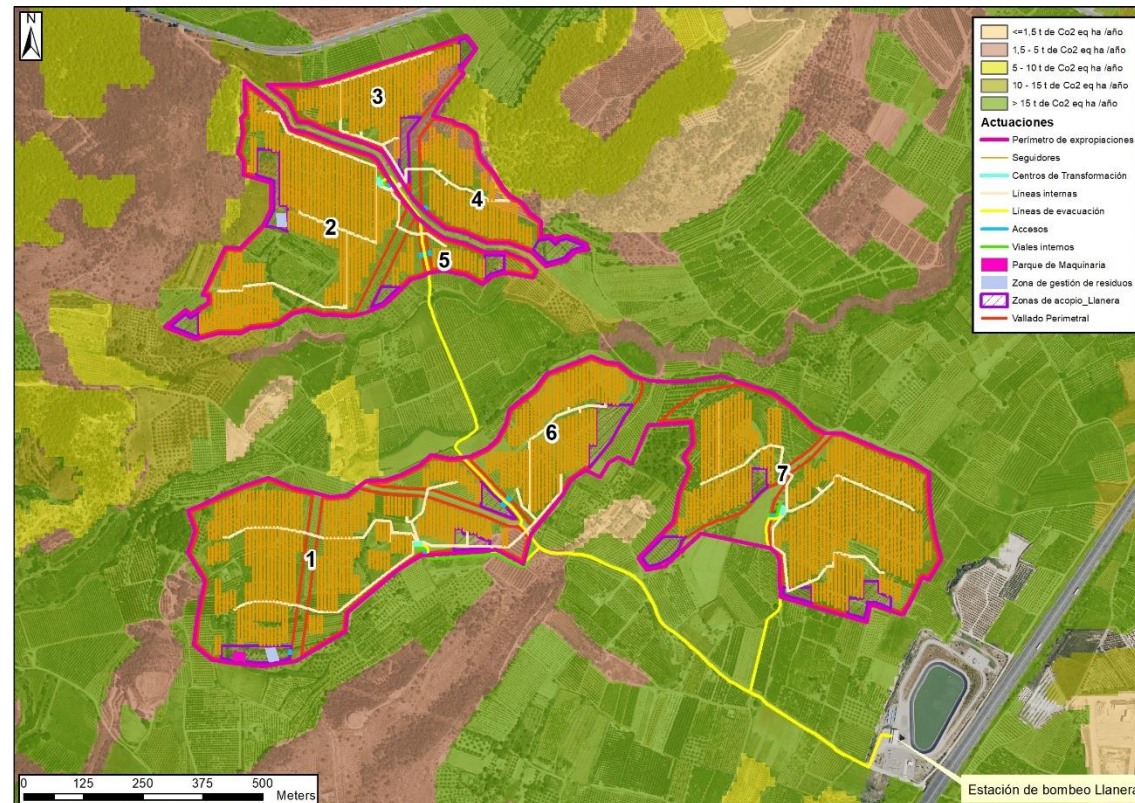 N
<=1,5 t de Co2 eq ha /año
1,5 - 5 t de Co2 eq ha /año
5 - 10 t de Co2 eq ha /año
10 - 15 t de Co2 eq ha /año
> 15 t de Co2 eq ha /año
Actuaciones
Perímetro de expropiaciones
Seguidores
Centros de Transformación
Líneas internas
Líneas de evacuación
Accesos
Viales internos
Parque de Maquinaria
Zona de gestión de residuos
Zonas de acopio_Llanera
Vallado Perimetral
3
4
2
5
6
7
1
0 125 250 375 500
Meters
Estación de bombeo Llanera